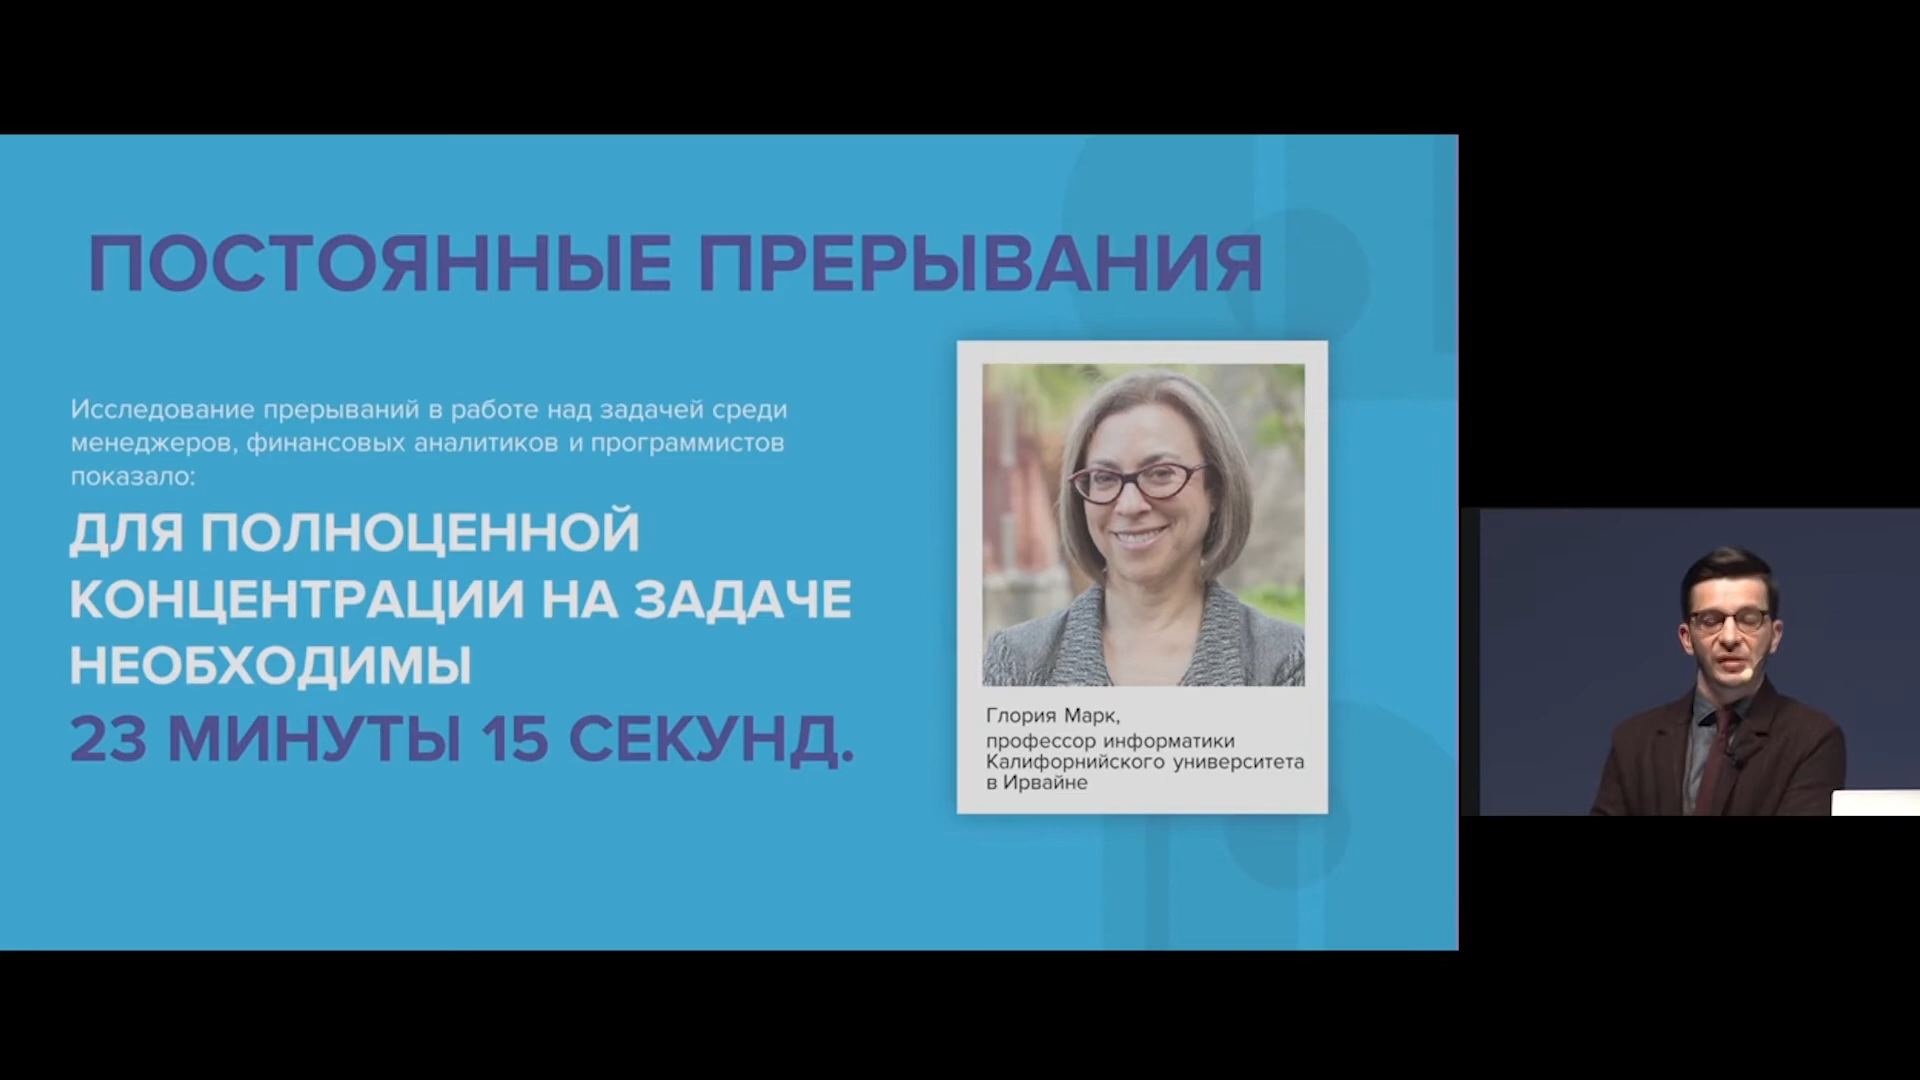 ПОСТОЯННЫЕ ПРЕРЫВАНИЯ
Исследование прерываний в работе над задачей среди
менеджеров, финансовых аналитиков и программистов
показало:
ДЛЯ ПОЛНОЦЕННОЙ
КОНЦЕНТРАЦИИ НА ЗАДАЧЕ
НЕОБХОДИМЫ
23 МИНУТЫ 15 СЕКУНД.
Глория Марк,
профессор информатики
Калифорнийского университета
в Ирвайне